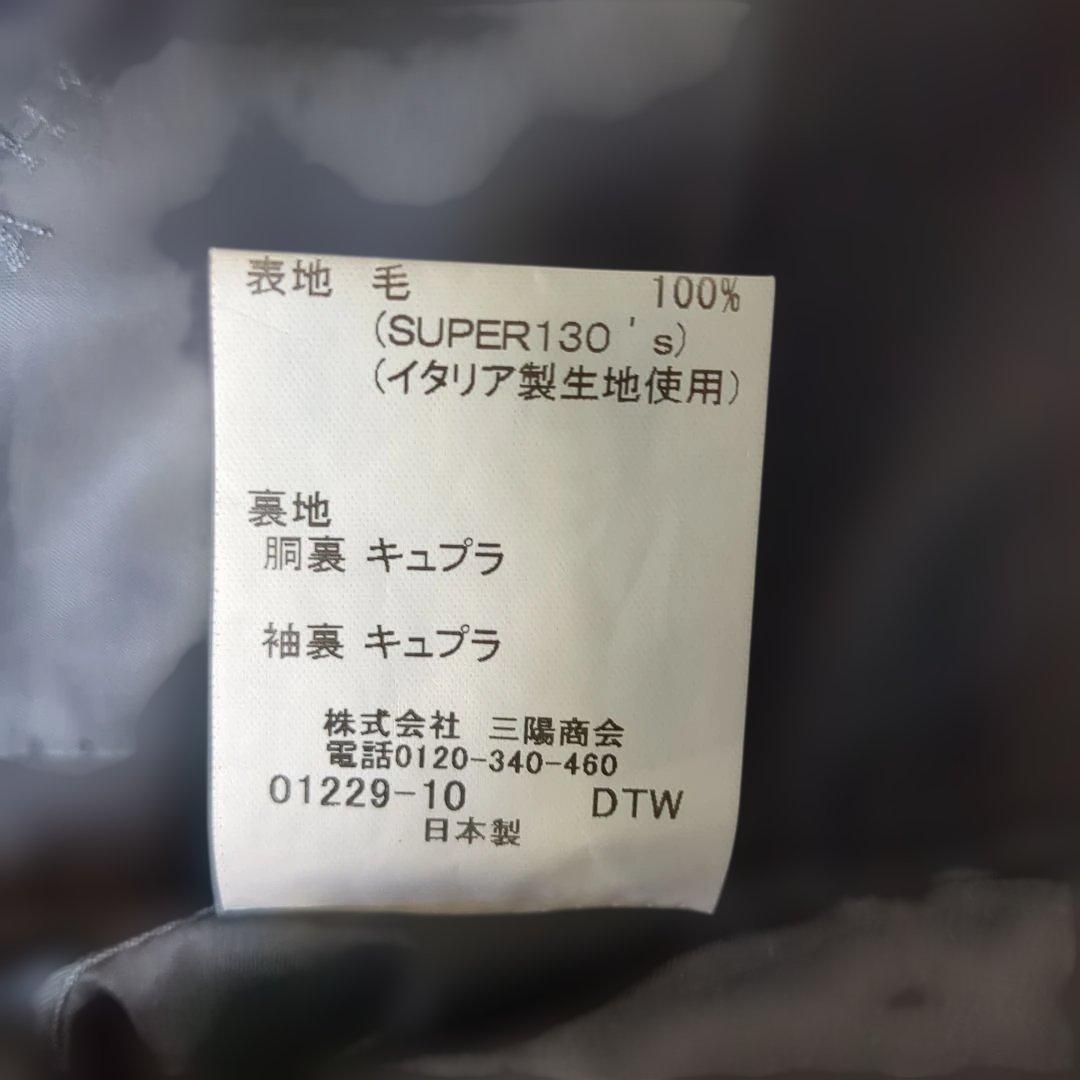 表地 毛 100%
(SUPER130's)
(イタリア製生地使用)
裏地
胴裏 キュプラ
袖裏 キュプラ
株式会社 三陽商会
電話0120-340-460
01229-10 DTW
日本製